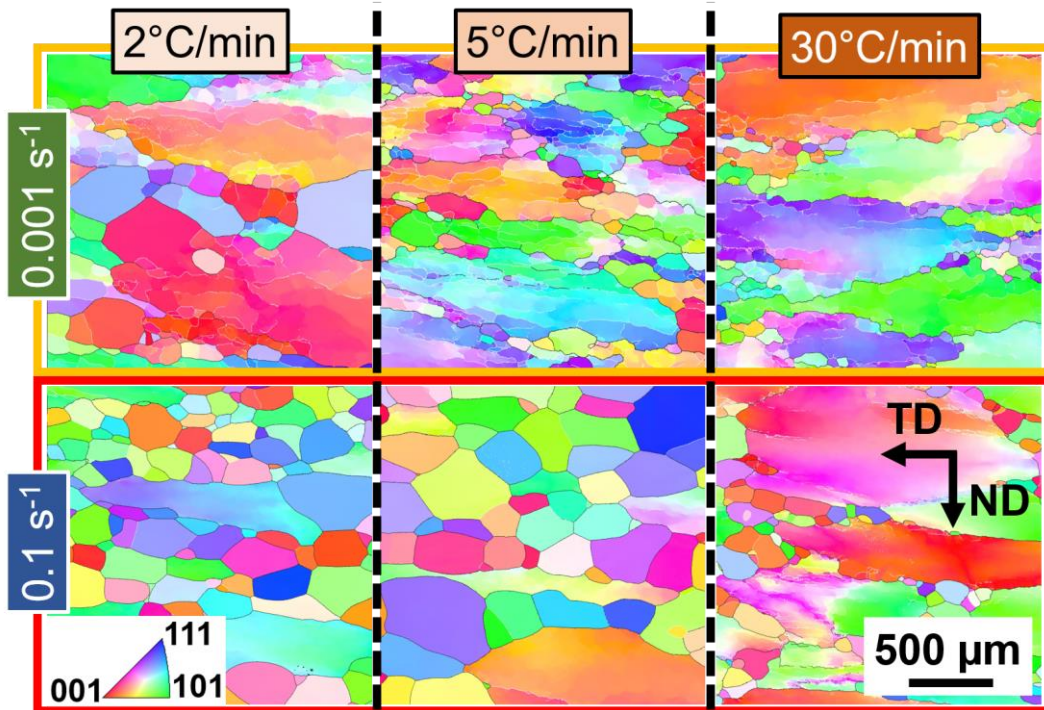 2°C/min
5°C/min
30°C/min
0.001 s⁻¹
0.1 s⁻¹
TD
ND
111
001
101
500 µm